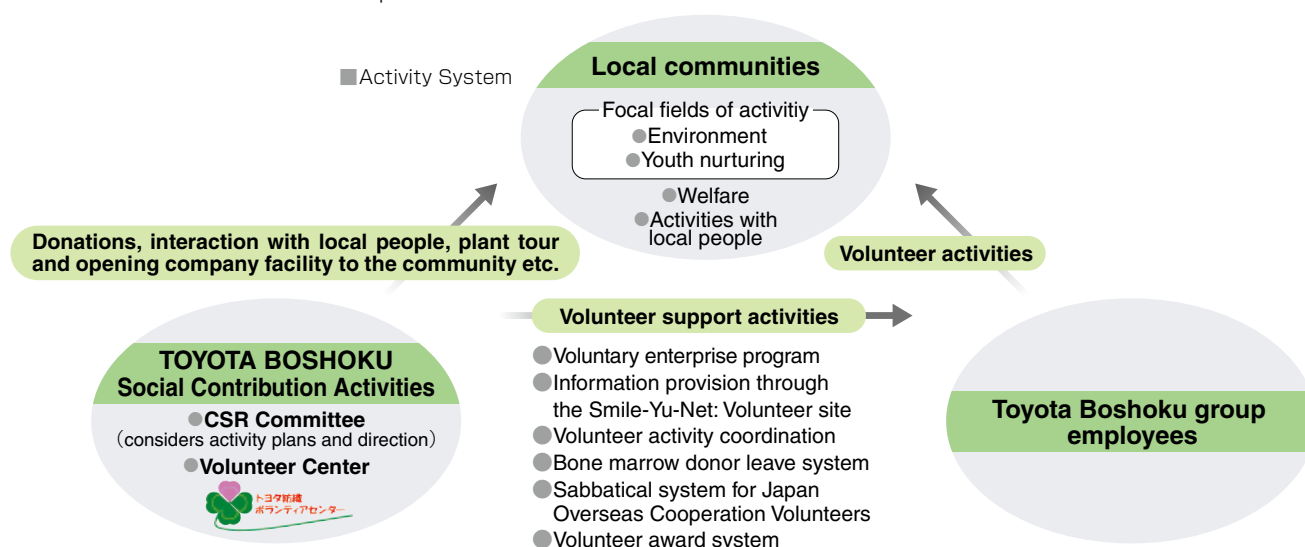 ■Activity System
Local communities
Focal fields of activitiy
●Environment
●Youth nurturing
●Welfare
●Activities with
local people
Donations, interaction with local people, plant tour
and opening company facility to the community etc.
Volunteer activities
Volunteer support activities
TOYOTA BOSHOKU
Social Contribution Activities
●CSR Committee
（considers activity plans and direction）
●Volunteer Center
トヨタ紡織
ボランティアセンター
●Voluntary enterprise program
●Information provision through
the Smile-Yu-Net: Volunteer site
●Volunteer activity coordination
●Bone marrow donor leave system
●Sabbatical system for Japan
Overseas Cooperation Volunteers
●Volunteer award system
Toyota Boshoku group
employees